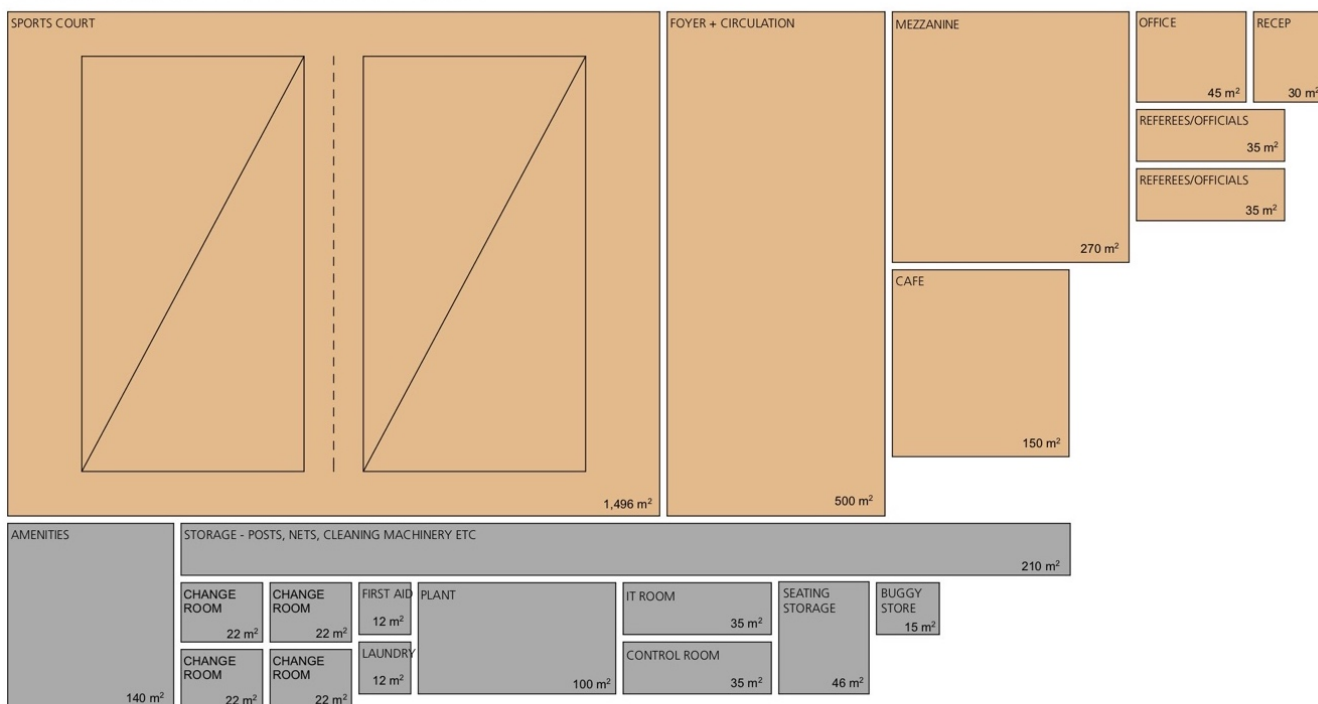 SPORTS COURT
1,496 m²
FOYER + CIRCULATION
500 m²
MEZZANINE
270 m²
OFFICE
45 m²
RECEP
30 m²
REFEREES/OFFICIALS
35 m²
REFEREES/OFFICIALS
35 m²
CAFE
150 m²
AMENITIES
140 m²
STORAGE - POSTS, NETS, CLEANING MACHINERY ETC
210 m²
CHANGE
ROOM
22 m²
CHANGE
ROOM
22 m²
FIRST AID
12 m²
PLANT
100 m²
IT ROOM
35 m²
SEATING
STORAGE
46 m²
BUGGY
STORE
15 m²
CHANGE
ROOM
22 m²
CHANGE
ROOM
22 m²
LAUNDRY
12 m²
CONTROL ROOM
35 m²